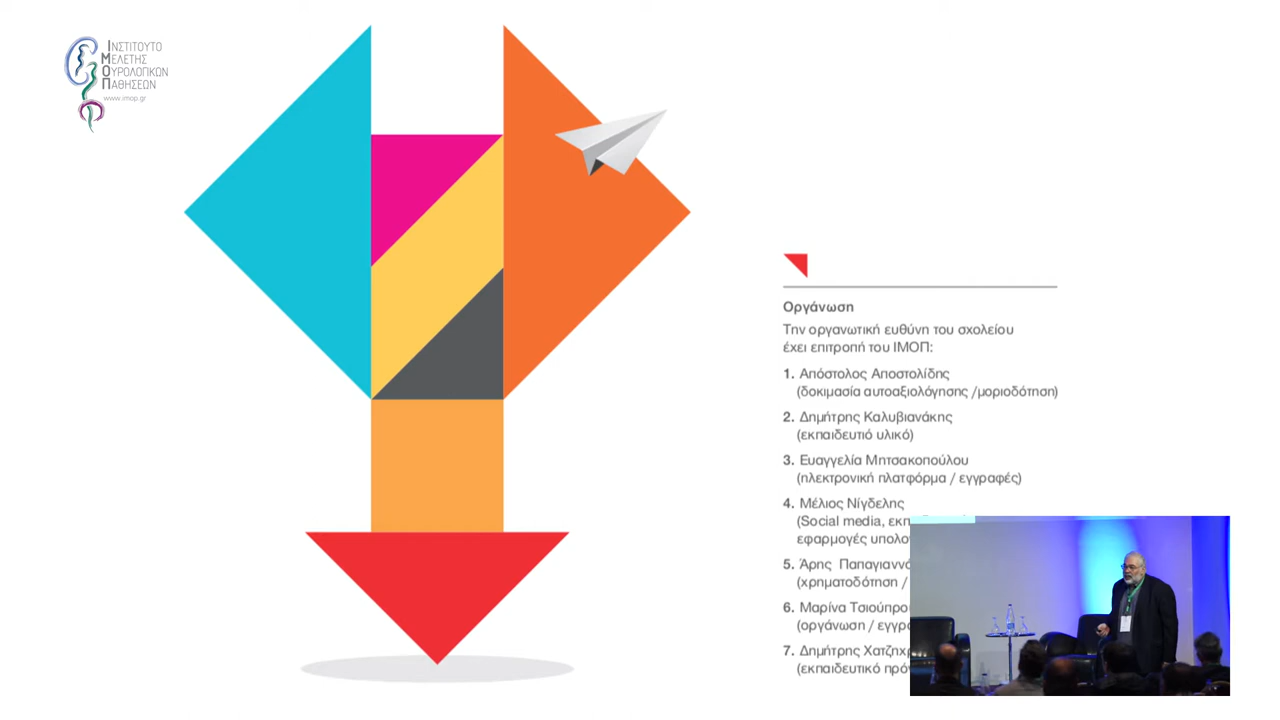 ΙΝΣΤΙΤΟΥΤΟ
ΜΕΛΕΤΗΣ
ΟΥΡΟΛΟΓΙΚΩΝ
ΠΑΘΗΣΕΩΝ
www.imop.gr
Οργάνωση
Την οργανωτική ευθύνη του σχολείου
έχει επιτροπή του ΙΜΟΠ:
1. Απόστολος Αποστολίδης
(δοκιμασία αυτοαξιολόγησης /μοριοδότηση)
2. Δημήτρης Καλυβιανάκης
(εκπαιδευτιό υλικό)
3. Ευαγγελία Μητσακοπούλου
(ηλεκτρονική πλατφόρμα / εγγραφές)
4. Μέλιος Νίγδελης
(Social media,
εφαρμογές
5. Άρης
(χρηματοδότηση /
6. Μαρίνα
(οργάνωση /
7. Δημήτρης
(εκπαιδευτικό